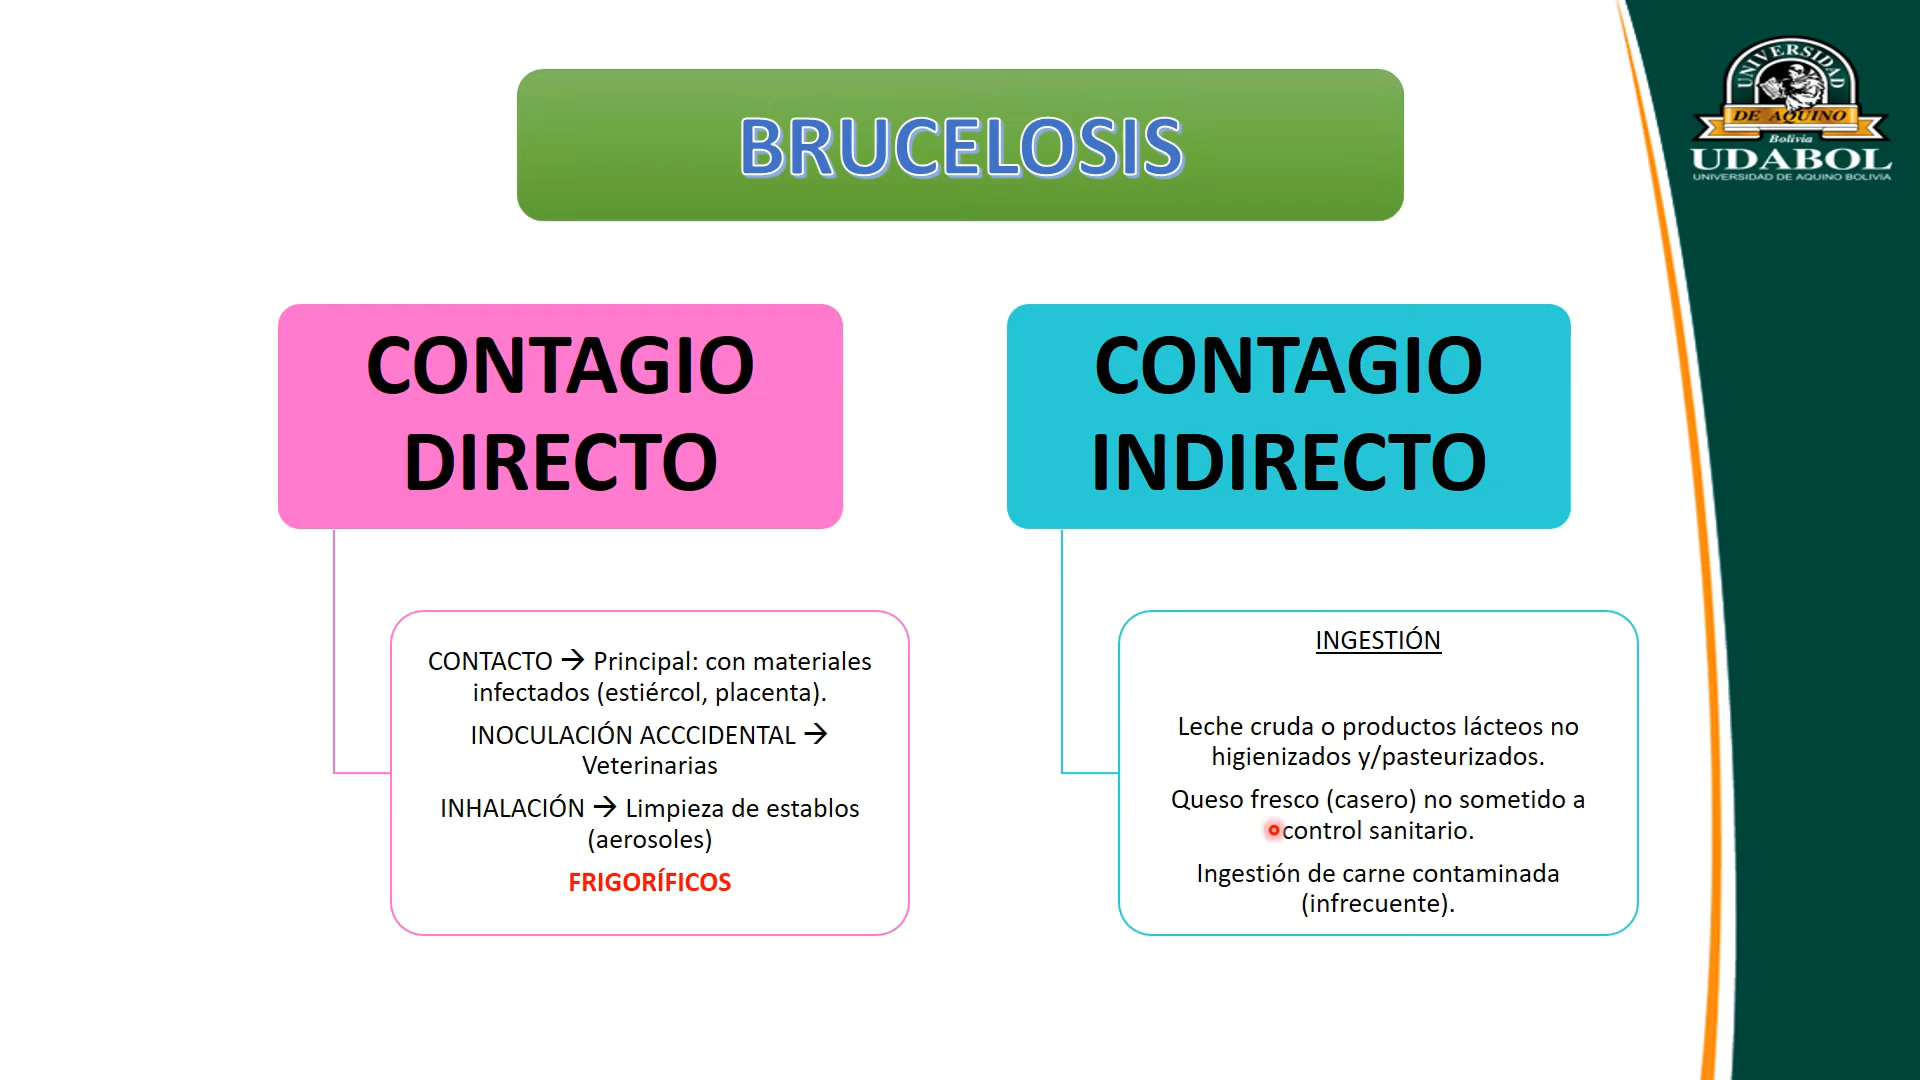 BRUCELOSIS
UNIVERSIDAD
DE AQUINO
Bolivia
UDABOL
UNIVERSIDAD DE AQUINO BOLIVIA
CONTAGIO
DIRECTO
CONTACTO → Principal: con materiales
infectados (estiércol, placenta).
INOCULACIÓN ACCCIDENTAL →
Veterinarias
INHALACIÓN → Limpieza de establos
(aerosoles)
FRIGORÍFICOS
CONTAGIO
INDIRECTO
INGESTIÓN
Leche cruda o productos lácteos no
higienizados y/pasteurizados.
Queso fresco (casero) no sometido a
control sanitario.
Ingestión de carne contaminada
(infrecuente).